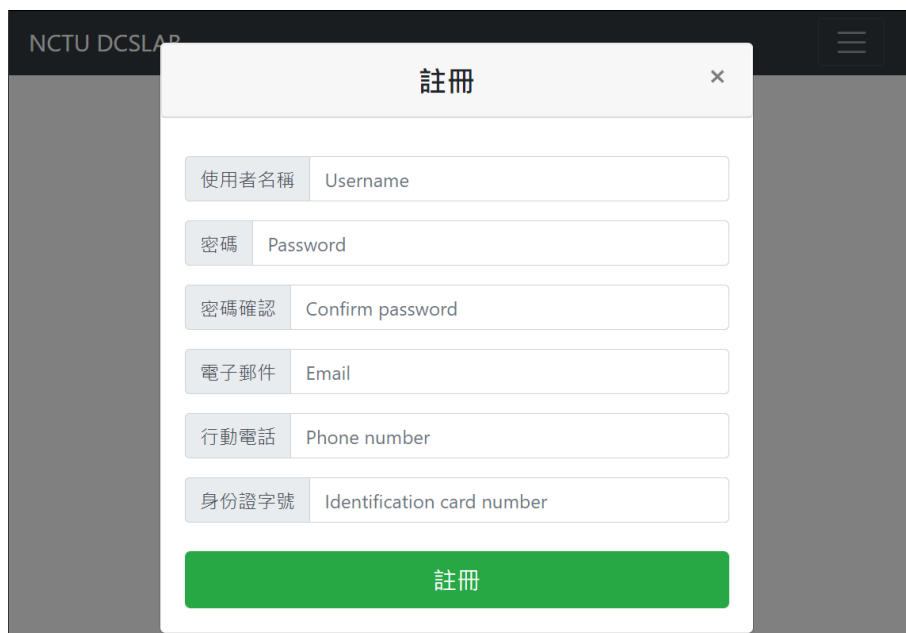 NCTU DCSLAB
註冊 ×
使用者名稱 Username
密碼 Password
密碼確認 Confirm password
電子郵件 Email
行動電話 Phone number
身份證字號 Identification card number
註冊